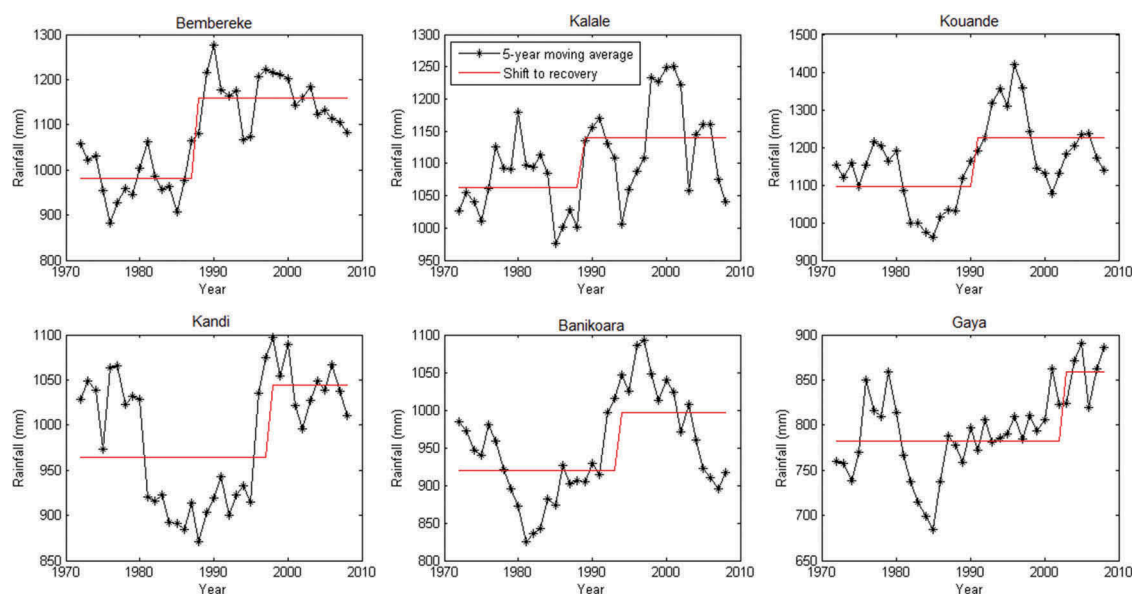 Bembereke
1300
1200
1100
1000
900
800
Rainfall (mm)
1970 1980 1990 2000 2010
Year
Kalale
5-year moving average
Shift to recovery
1300
1250
1200
1150
1100
1050
1000
950
Rainfall (mm)
1970 1980 1990 2000 2010
Year
Kouande
1500
1400
1300
1200
1100
1000
900
Rainfall (mm)
1970 1980 1990 2000 2010
Year
Kandi
1100
1050
1000
950
900
850
Rainfall (mm)
1970 1980 1990 2000 2010
Year
Banikoara
1100
1050
1000
950
900
850
800
Rainfall (mm)
1970 1980 1990 2000 2010
Year
Gaya
900
850
800
750
700
650
Rainfall (mm)
1970 1980 1990 2000 2010
Year